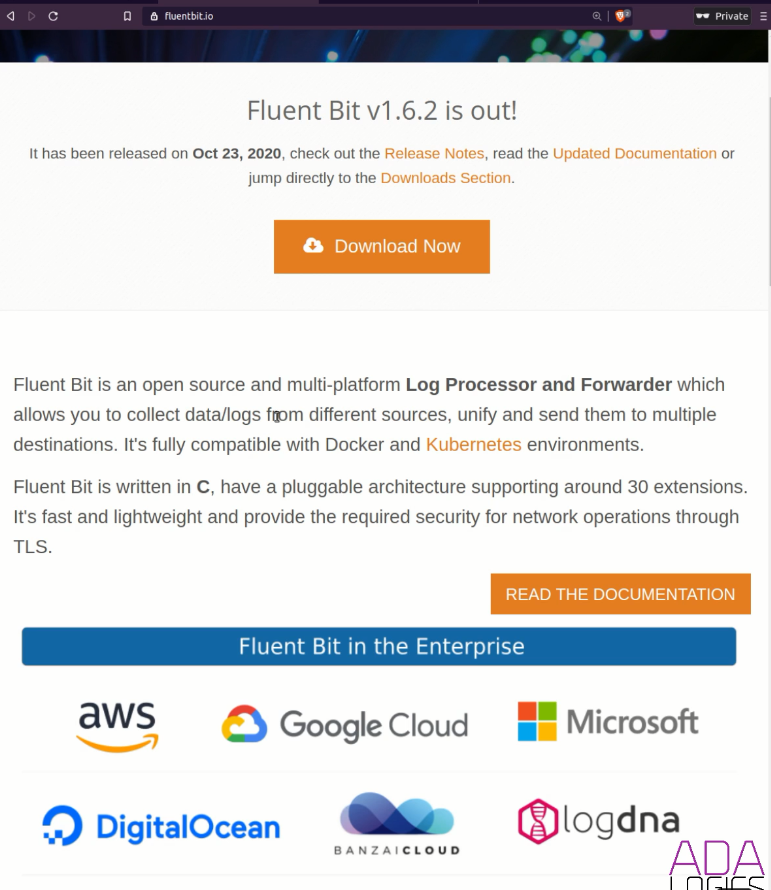 fluentbit.io
Private
Fluent Bit v1.6.2 is out!
It has been released on Oct 23, 2020, check out the Release Notes, read the Updated Documentation or
jump directly to the Downloads Section.
Download Now
Fluent Bit is an open source and multi-platform Log Processor and Forwarder which
allows you to collect data/logs from different sources, unify and send them to multiple
destinations. It's fully compatible with Docker and Kubernetes environments.
Fluent Bit is written in C, have a pluggable architecture supporting around 30 extensions.
It's fast and lightweight and provide the required security for network operations through
TLS.
READ THE DOCUMENTATION
Fluent Bit in the Enterprise
aws
Google Cloud
Microsoft
DigitalOcean
BANZAICLOUD
logdna
ADA
LOGICS